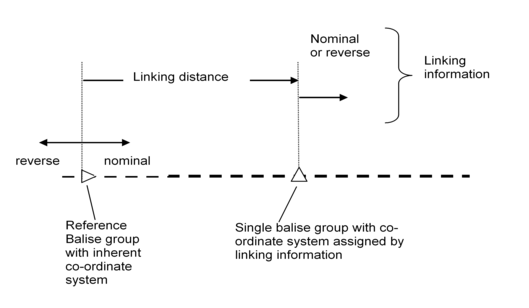 Nominal
or reverse
Linking
information
Linking distance
reverse
nominal
Reference
Balise group
with inherent
co-ordinate
system
Single balise group with co-
ordinate system assigned by
linking information